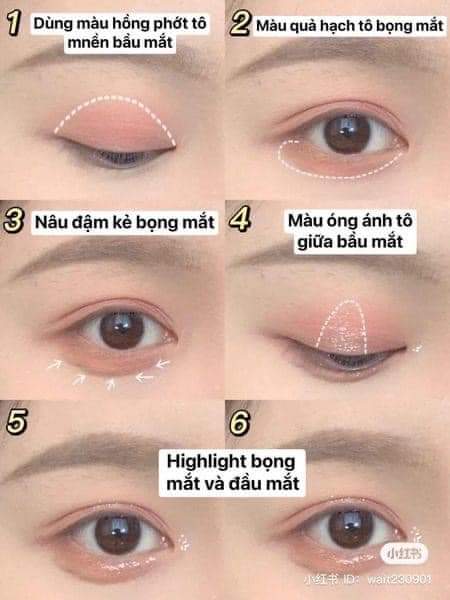 1
Dùng màu hồng phớt tô
mnền bầu mắt
2
Màu quả hạch tô bọng mắt
3
Nâu đậm kẻ bọng mắt
4
Màu óng ánh tô
giữa bầu mắt
5
6
Highlight bọng
mắt và đầu mắt
小红书
小红书 ID: wait230901